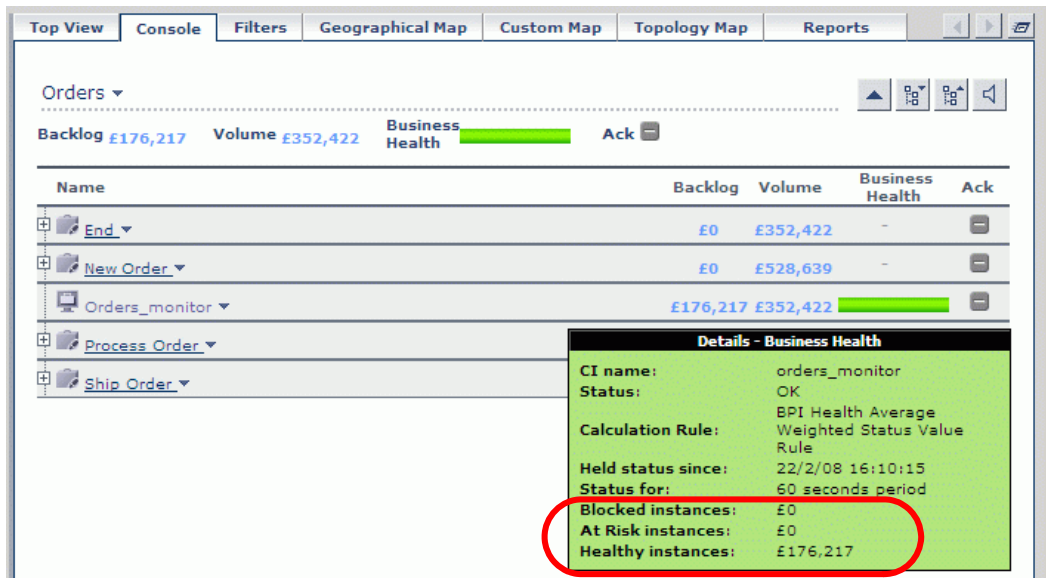 Top View Console Filters Geographical Map Custom Map Topology Map Reports
Orders
Backlog £176,217 Volume £352,422 Business Health Ack
Name Backlog Volume Business Health Ack
End £0 £352,422 -
New Order £0 £528,639 -
Orders_monitor £176,217 £352,422
Process Order
Ship Order
Details - Business Health
CI name: orders_monitor
Status: OK
Calculation Rule: BPI Health Average Weighted Status Value Rule
Held status since: 22/2/08 16:10:15
Status for: 60 seconds period
Blocked instances: £0
At Risk instances: £0
Healthy instances: £176,217